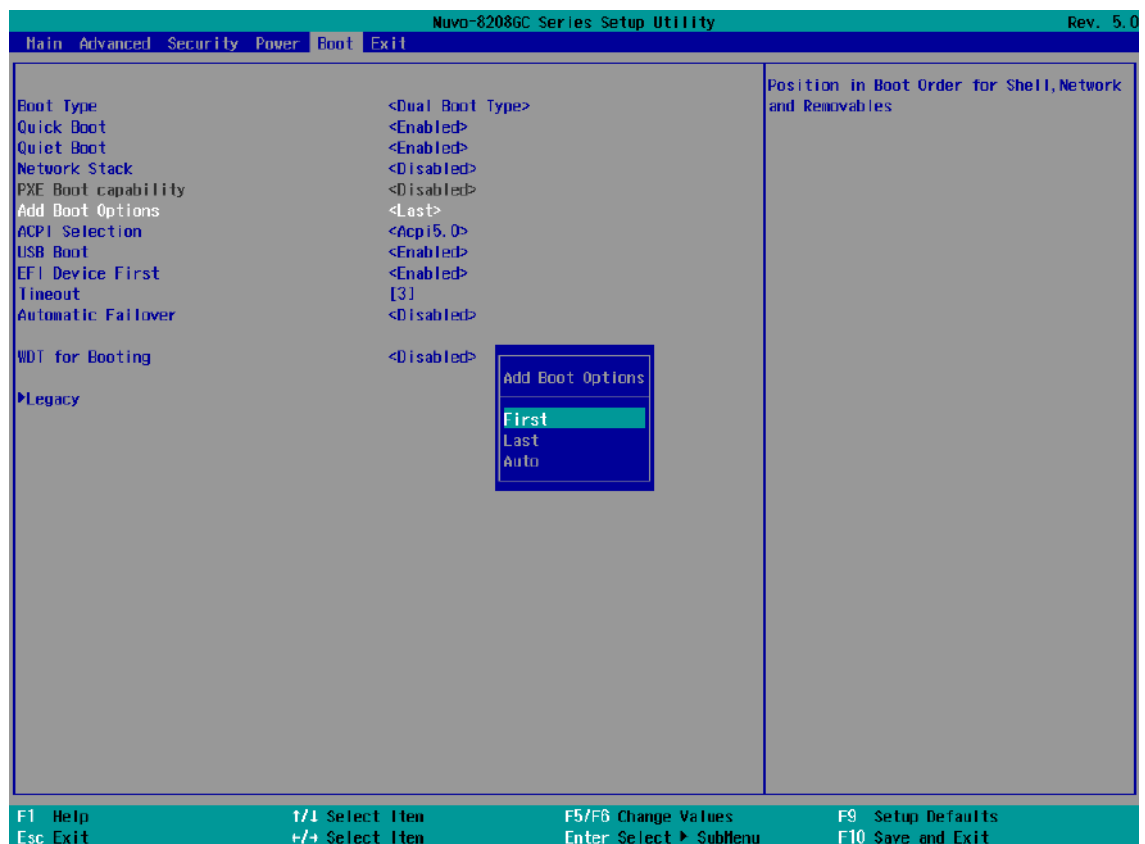 Nuvo-8208GC Series Setup Utility Rev. 5.0
Main Advanced Security Power Boot Exit
Position in Boot Order for Shell,Network
and Removables
Boot Type <Dual Boot Type>
Quick Boot <Enabled>
Quiet Boot <Enabled>
Network Stack <Disabled>
PXE Boot capability <Disabled>
Add Boot Options <Last>
ACPI Selection <Acpi5.0>
USB Boot <Enabled>
EFI Device First <Enabled>
Timeout [3]
Automatic Failover <Disabled>
WDT for Booting <Disabled>
▶Legacy
Add Boot Options
First
Last
Auto
F1 Help ↑/↓ Select Item F5/F6 Change Values F9 Setup Defaults
Esc Exit ←/→ Select Item Enter Select ▶ SubMenu F10 Save and Exit